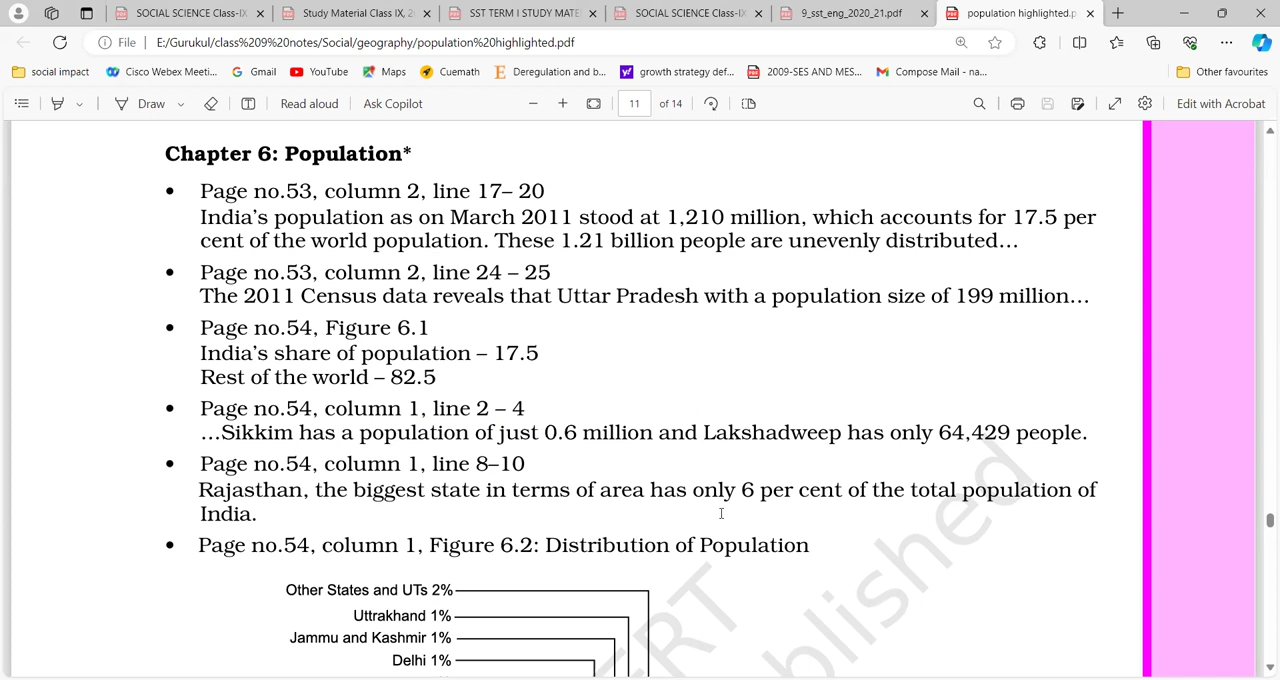 SOCIAL SCIENCE Class-IX
Study Material Class IX, 2
SST TERM I STUDY MATE
SOCIAL SCIENCE Class-IX
9_sst_eng_2020_21.pdf
population highlighted.p
File
E:/Gurukul/class%209%20notes/Social/geography/population%20highlighted.pdf
social impact
Cisco Webex Meeti...
Gmail
YouTube
Maps
Cuemath
Deregulation and b...
growth strategy def...
2009-SES AND MES...
Compose Mail - na...
Other favourites
Draw
Read aloud
Ask Copilot
11 of 14
Edit with Acrobat
Chapter 6: Population*
• Page no.53, column 2, line 17– 20
India's population as on March 2011 stood at 1,210 million, which accounts for 17.5 per
cent of the world population. These 1.21 billion people are unevenly distributed…
• Page no.53, column 2, line 24 – 25
The 2011 Census data reveals that Uttar Pradesh with a population size of 199 million…
• Page no.54, Figure 6.1
India's share of population – 17.5
Rest of the world – 82.5
• Page no.54, column 1, line 2 – 4
…Sikkim has a population of just 0.6 million and Lakshadweep has only 64,429 people.
• Page no.54, column 1, line 8–10
Rajasthan, the biggest state in terms of area has only 6 per cent of the total population of
India.
• Page no.54, column 1, Figure 6.2: Distribution of Population
Other States and UTs 2%
Uttrakhand 1%
Jammu and Kashmir 1%
Delhi 1%